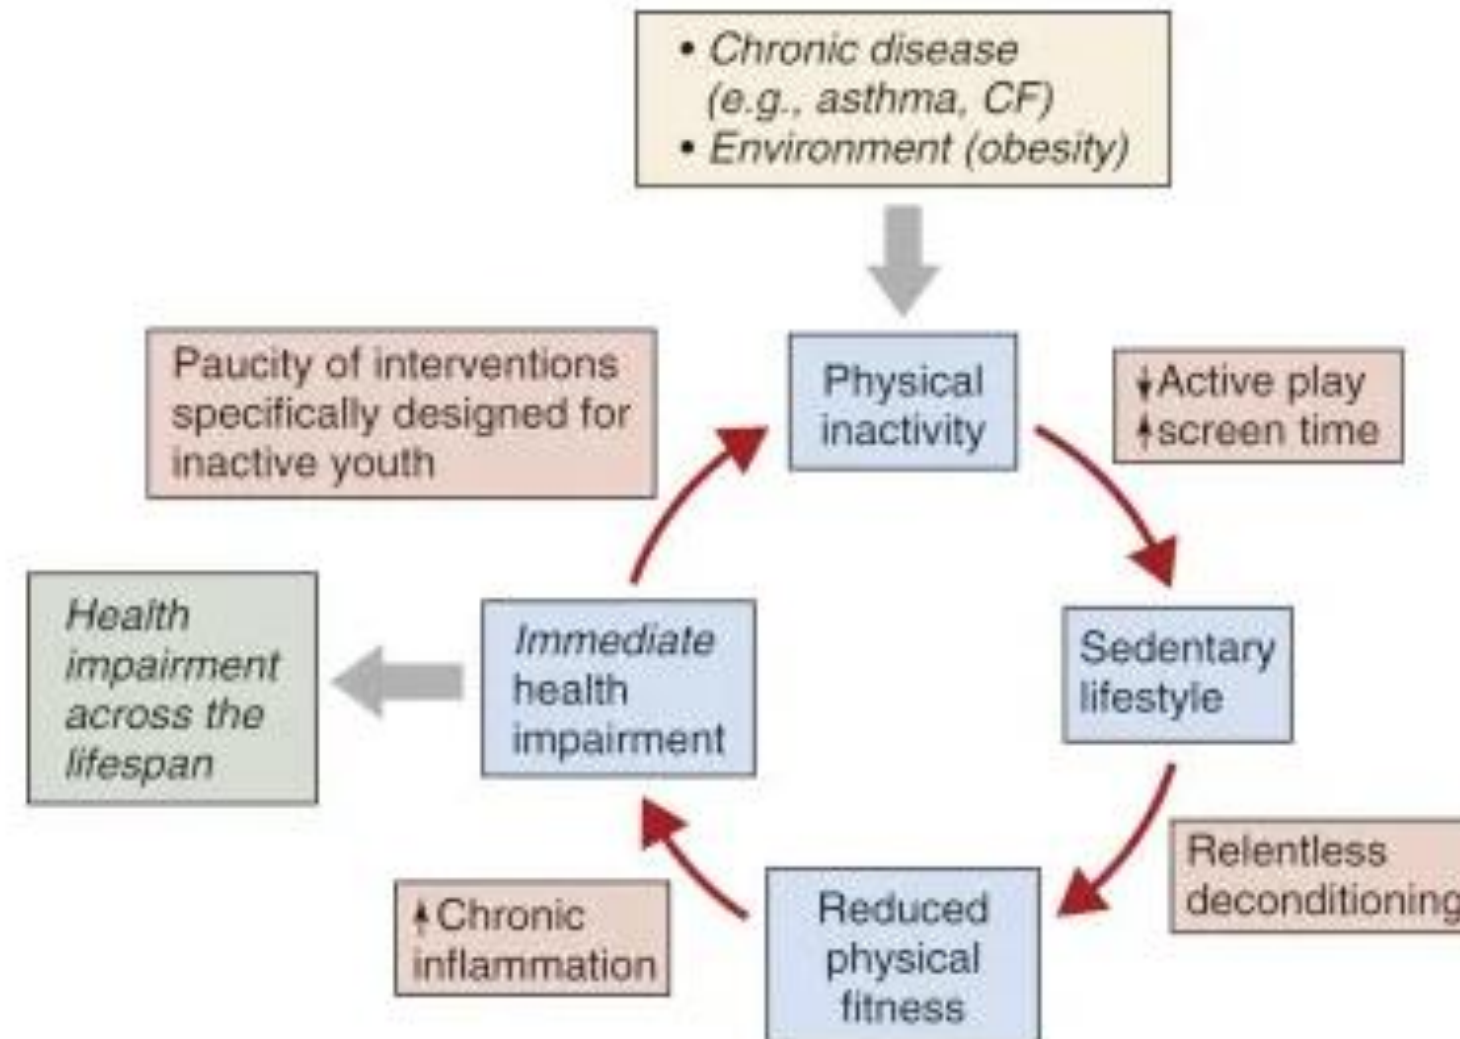 • Chronic disease
(e.g., asthma, CF)
• Environment (obesity)
Paucity of interventions
specifically designed for
inactive youth
Physical
inactivity
↓Active play
↑screen time
Health
impairment
across the
lifespan
Immediate
health
impairment
Sedentary
lifestyle
↑Chronic
inflammation
Reduced
physical
fitness
Relentless
deconditioning